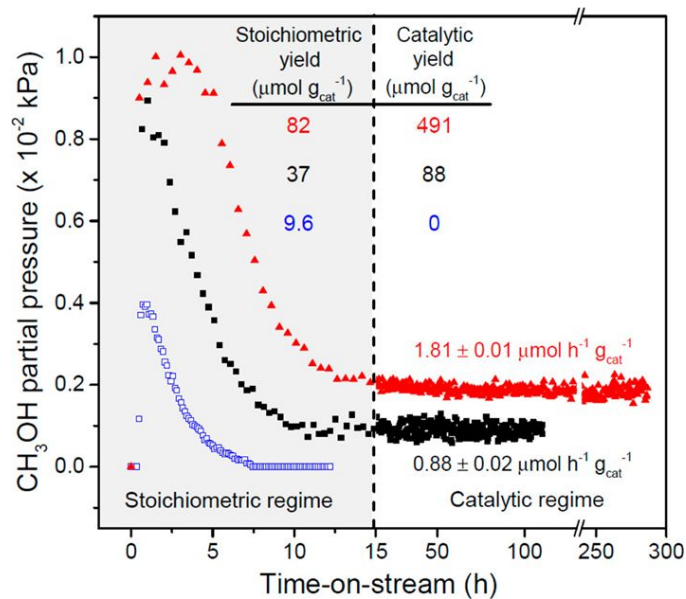 Stoichiometric Catalytic
yield yield
(μmol g_cat⁻¹) (μmol g_cat⁻¹)
82 491
37 88
9.6 0
1.81 ± 0.01 μmol h⁻¹ g_cat⁻¹
0.88 ± 0.02 μmol h⁻¹ g_cat⁻¹
Stoichiometric regime Catalytic regime
CH₃OH partial pressure (x 10⁻² kPa)
1.0
0.8
0.6
0.4
0.2
0.0
0 5 10 15 50 100 250 300
Time-on-stream (h)